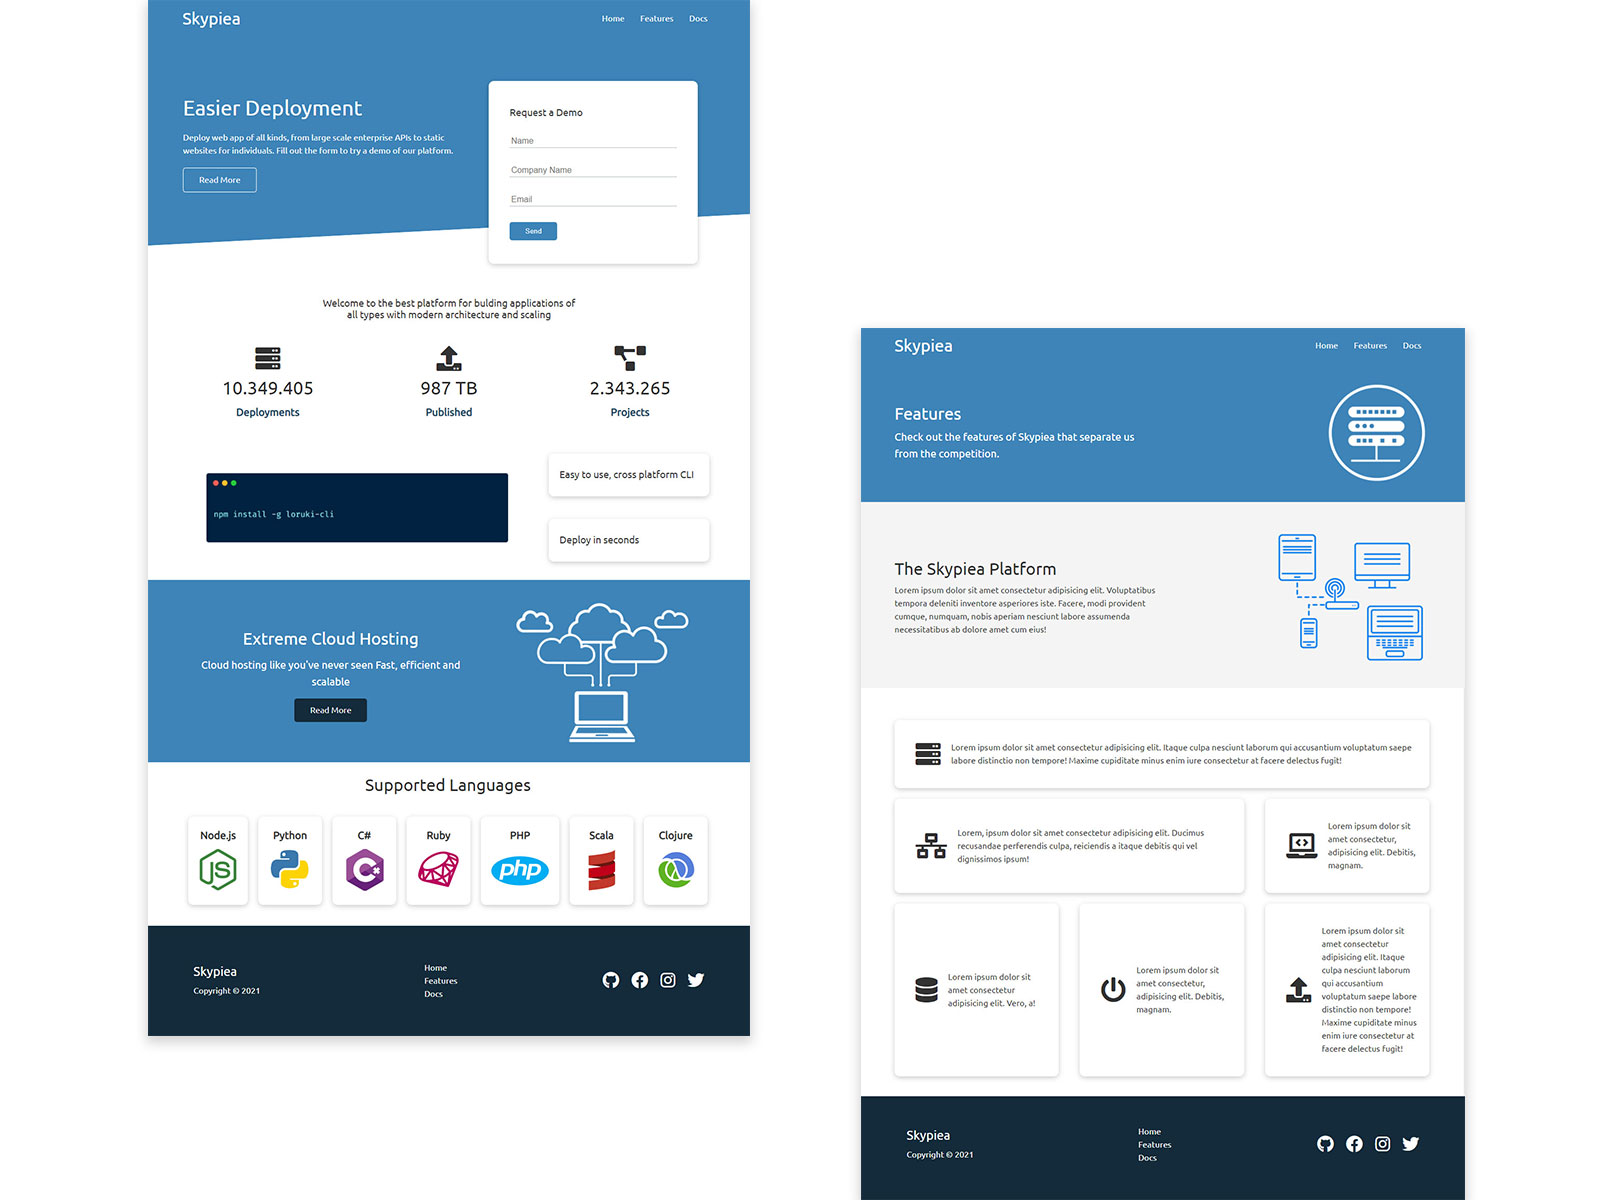 Skypiea
Home Features Docs
Easier Deployment
Deploy web app of all kinds, from large scale enterprise APIs to static
websites for individuals. Fill out the form to try a demo of our platform.
Read More
Request a Demo
Name
Company Name
Email
Send
Welcome to the best platform for bulding applications of
all types with modern architecture and scaling
10.349.405
Deployments
987 TB
Published
2.343.265
Projects
npm install -g loruki-cli
Easy to use, cross platform CLI
Deploy in seconds
Extreme Cloud Hosting
Cloud hosting like you've never seen Fast, efficient and
scalable
Read More
Supported Languages
Node.js
JS
Python
C#
C#
Ruby
PHP
php
Scala
Clojure
Skypiea
Copyright © 2021
Home
Features
Docs
Skypiea
Home Features Docs
Features
Check out the features of Skypiea that separate us
from the competition.
The Skypiea Platform
Lorem ipsum dolor sit amet consectetur adipisicing elit. Voluptatibus
tempora deleniti inventore asperiores iste. Facere, modi provident
cumque, numquam, nobis aperiam nesciunt labore assumenda
necessitatibus ab dolore amet cum eius!
Lorem ipsum dolor sit amet consectetur adipisicing elit. Itaque culpa nesciunt laborum qui accusantium voluptatum saepe
labore distinctio non tempore! Maxime cupiditate minus enim iure consectetur at facere delectus fugit!
Lorem, ipsum dolor sit amet consectetur adipisicing elit. Ducimus
recusandae perferendis culpa, reiciendis a itaque debitis qui vel
dignissimos ipsum!
Lorem ipsum dolor sit
amet consectetur,
adipisicing elit. Debitis,
magnam.
Lorem ipsum dolor sit
amet consectetur
adipisicing elit. Vero, a!
Lorem ipsum dolor sit
amet consectetur,
adipisicing elit. Debitis,
magnam.
Lorem ipsum dolor sit
amet consectetur
adipisicing elit. Itaque
culpa nesciunt laborum
qui accusantium
voluptatum saepe labore
distinctio non tempore!
Maxime cupiditate minus
enim iure consectetur at
facere delectus fugit!
Skypiea
Copyright © 2021
Home
Features
Docs